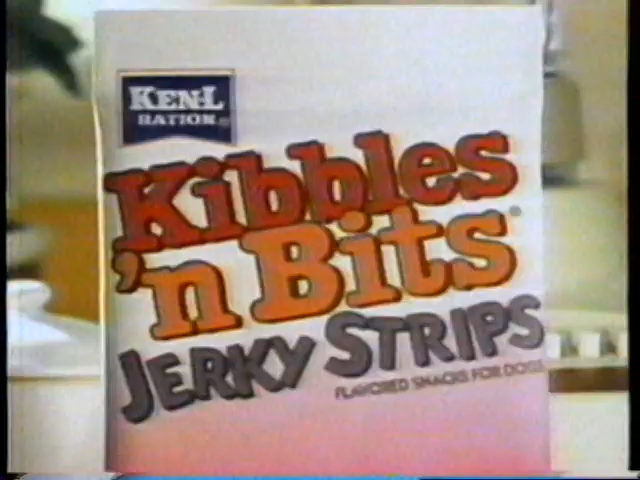 KEN-L
RATION
Kibbles
'n Bits®
JERKY STRIPS
FLAVORED SNACKS FOR DOGS